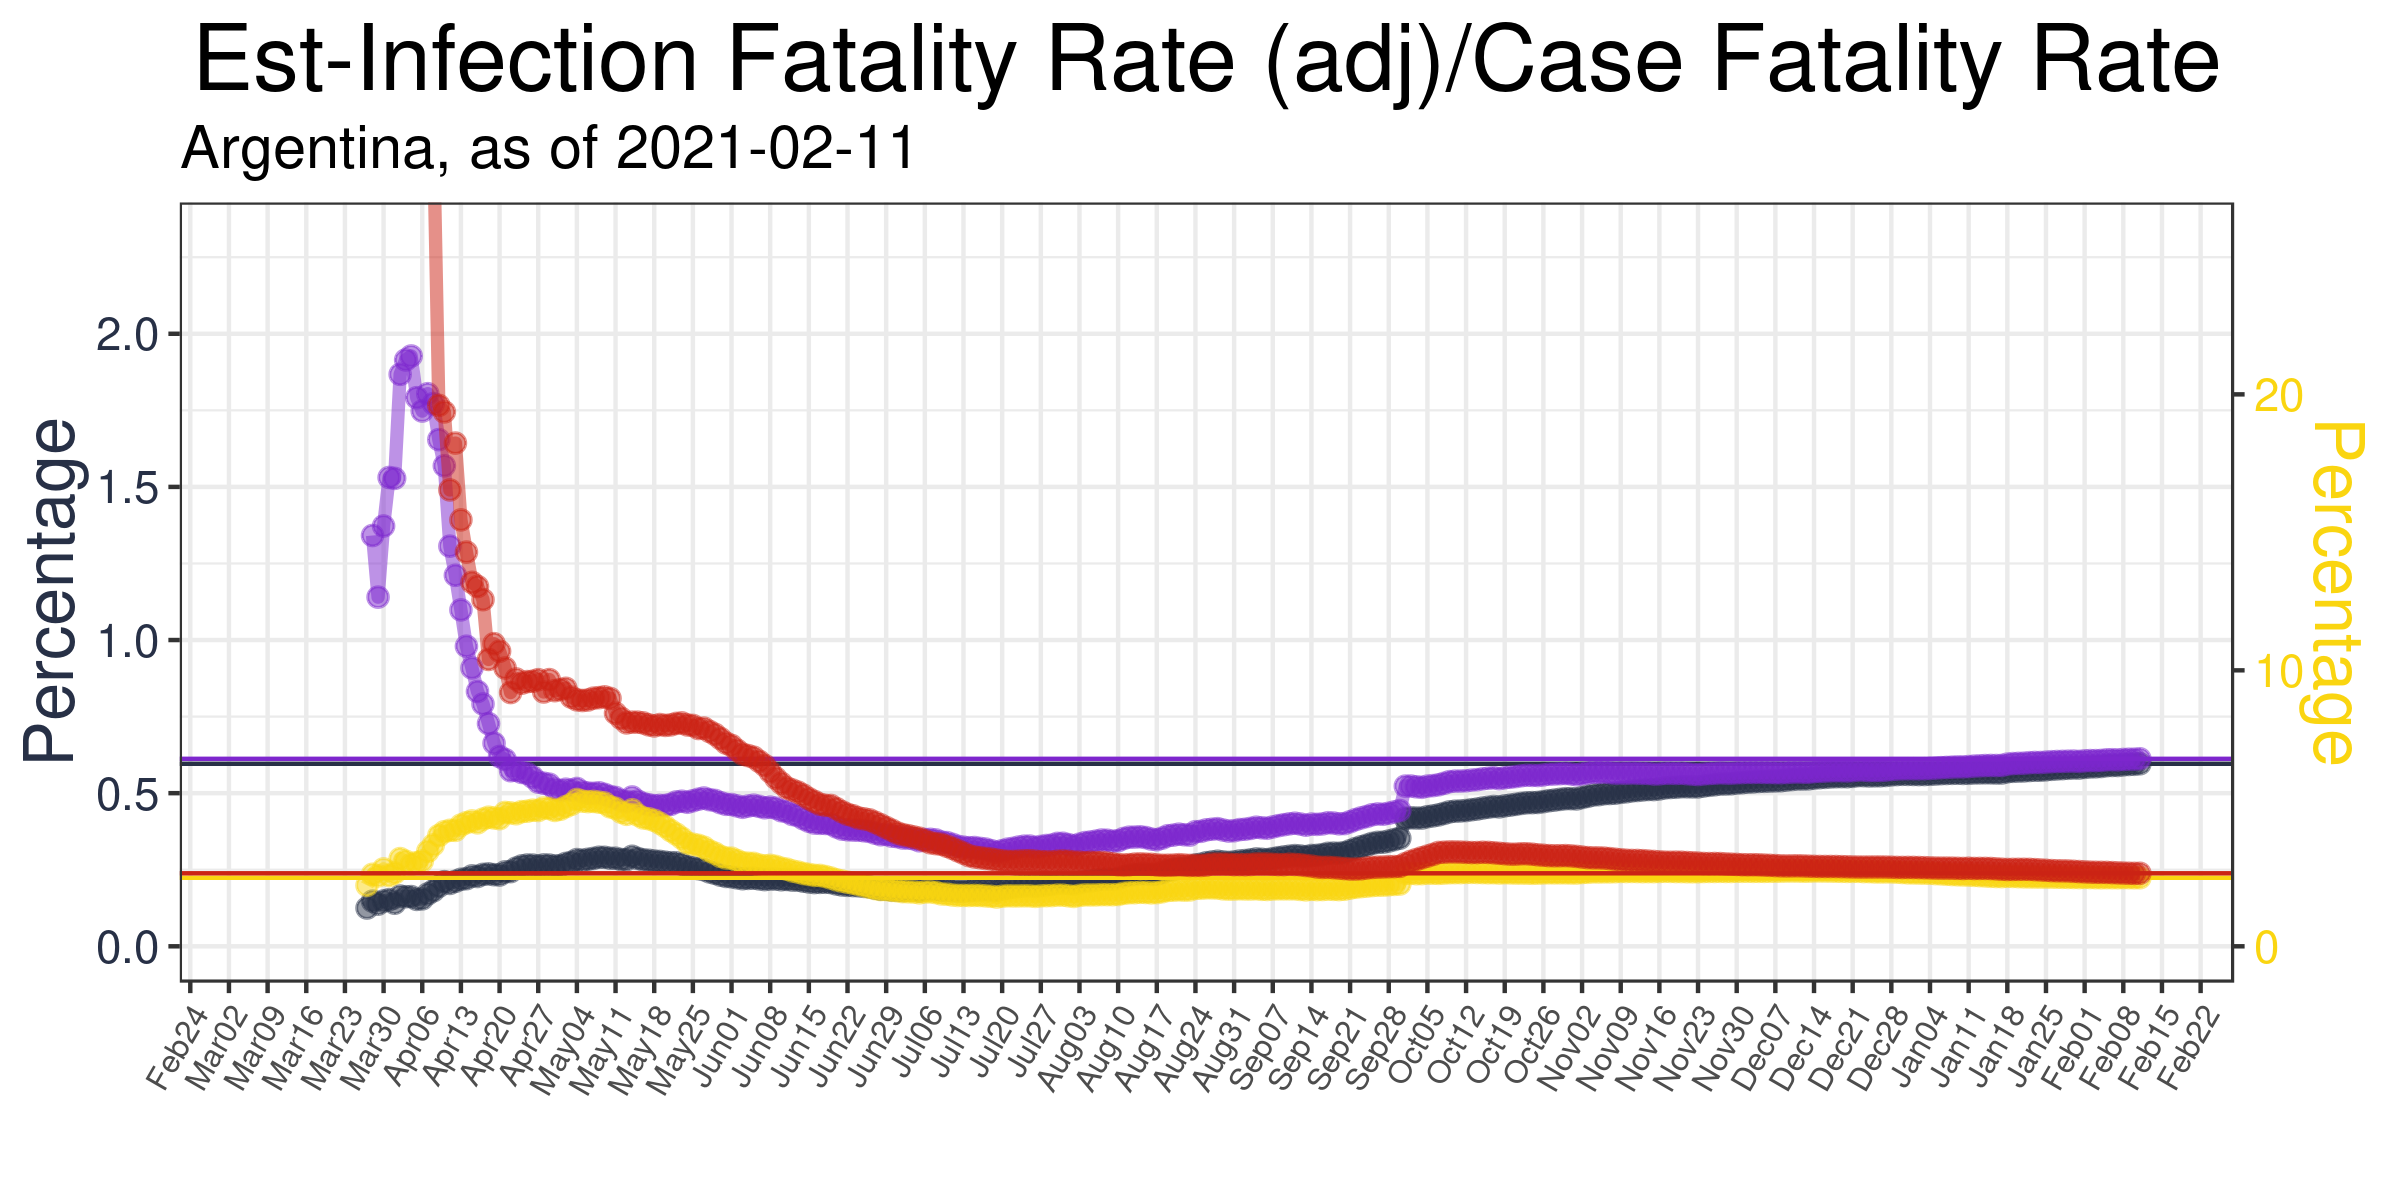 Est-Infection Fatality Rate (adj)/Case Fatality Rate
Argentina, as of 2021-02-11
Percentage
2.0
1.5
1.0
0.5
0.0
20
10
0
Percentage
Feb24
Mar02
Mar09
Mar16
Mar23
Mar30
Apr06
Apr13
Apr20
Apr27
May04
May11
May18
May25
Jun01
Jun08
Jun15
Jun22
Jun29
Jul06
Jul13
Jul20
Jul27
Aug03
Aug10
Aug17
Aug24
Aug31
Sep07
Sep14
Sep21
Sep28
Oct05
Oct12
Oct19
Oct26
Nov02
Nov09
Nov16
Nov23
Nov30
Dec07
Dec14
Dec21
Dec28
Jan04
Jan11
Jan18
Jan25
Feb01
Feb08
Feb15
Feb22